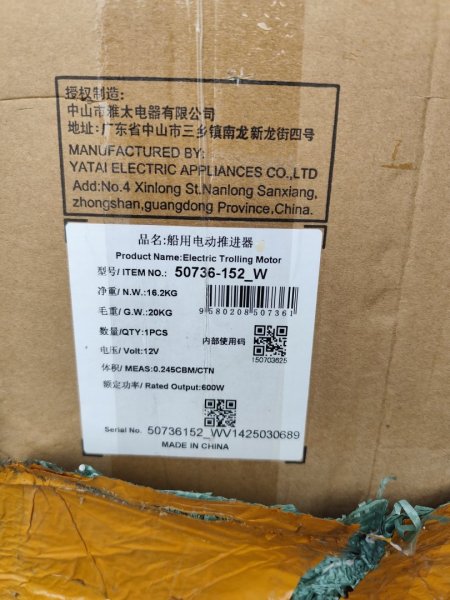 授权制造:
中山市雅太电器有限公司
地址:广东省中山市三乡镇南龙新龙街四号
MANUFACTURED BY:
YATAI ELECTRIC APPLIANCES CO.,LTD
Add:No.4 Xinlong St.Nanlong Sanxiang,
zhongshan,guangdong Province,China.
品名:船用电动推进器
Product Name:Electric Trolling Motor
型号/ ITEM NO.: 50736-152_W
净重/ N.W.:16.2KG
毛重/ G.W.:20KG
9 580208 507361
数量/QTY:1PCS
内部使用码
电压/ Volt:12V
150703625
体积/ MEAS:0.245CBM/CTN
额定功率/ Rated Output:600W
Serial No. 50736152_WV1425030689
MADE IN CHINA